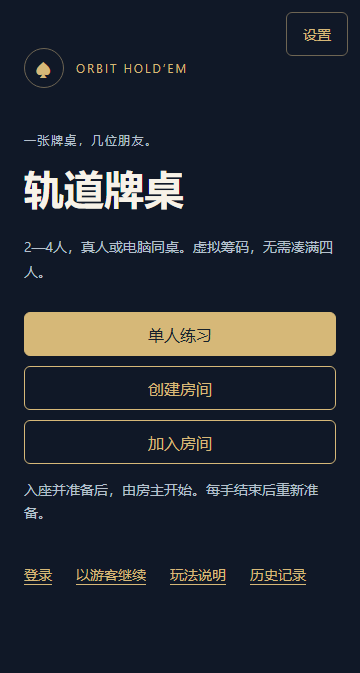 设置
ORBIT HOLD'EM
一张牌桌，几位朋友。
轨道牌桌
2—4人，真人或电脑同桌。虚拟筹码，无需凑满四
人。
单人练习
创建房间
加入房间
入座并准备后，由房主开始。每手结束后重新准
备。
登录 以游客继续 玩法说明 历史记录